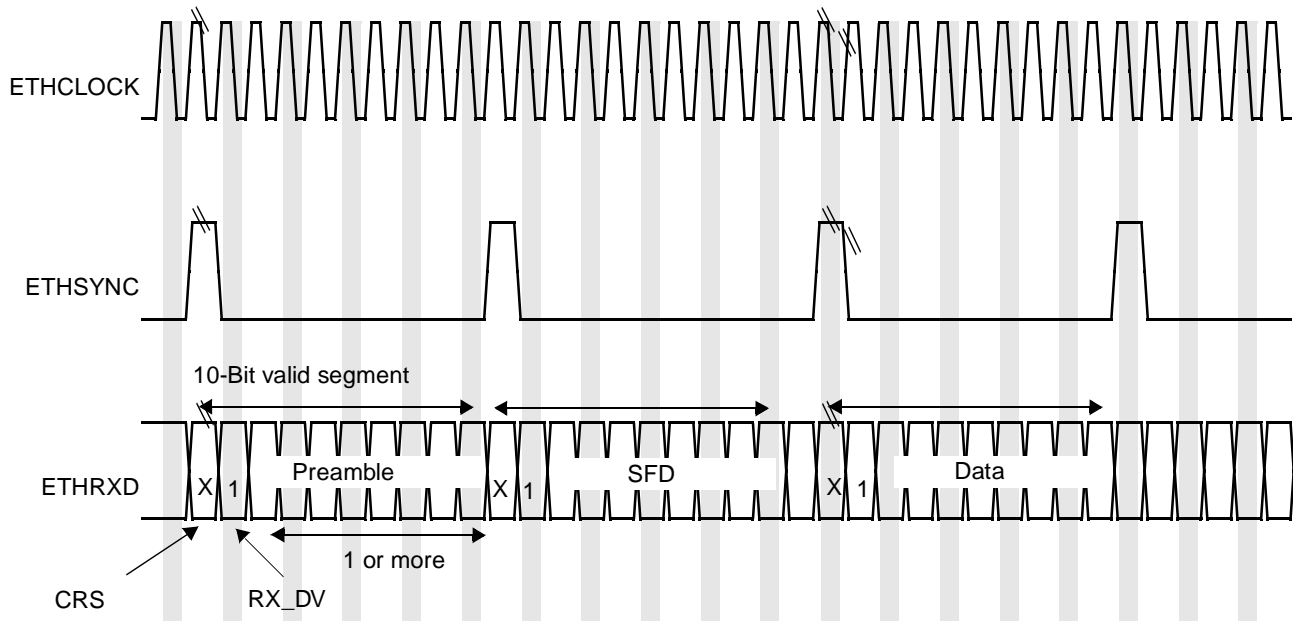 ETHCLOCK
ETHSYNC
10-Bit valid segment
ETHRXD
X 1 Preamble X 1 SFD X 1 Data
1 or more
CRS RX_DV